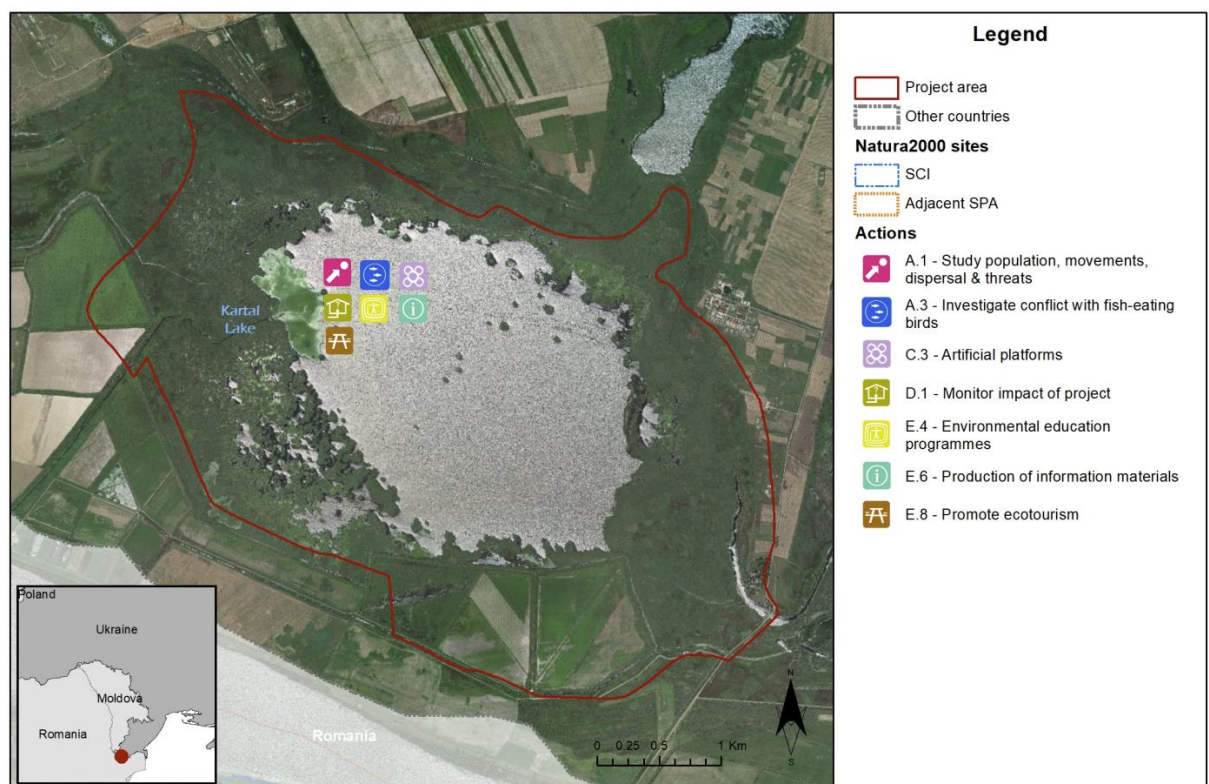 Legend
Project area
Other countries
Natura2000 sites
SCI
Adjacent SPA
Actions
A.1 - Study population, movements,
dispersal & threats
A.3 - Investigate conflict with fish-eating
birds
C.3 - Artificial platforms
D.1 - Monitor impact of project
E.4 - Environmental education
programmes
E.6 - Production of information materials
E.8 - Promote ecotourism
Kartal
Lake
Poland
Ukraine
Moldova
Romania
Romania
0 0.25 0.5 1 Km
N
S